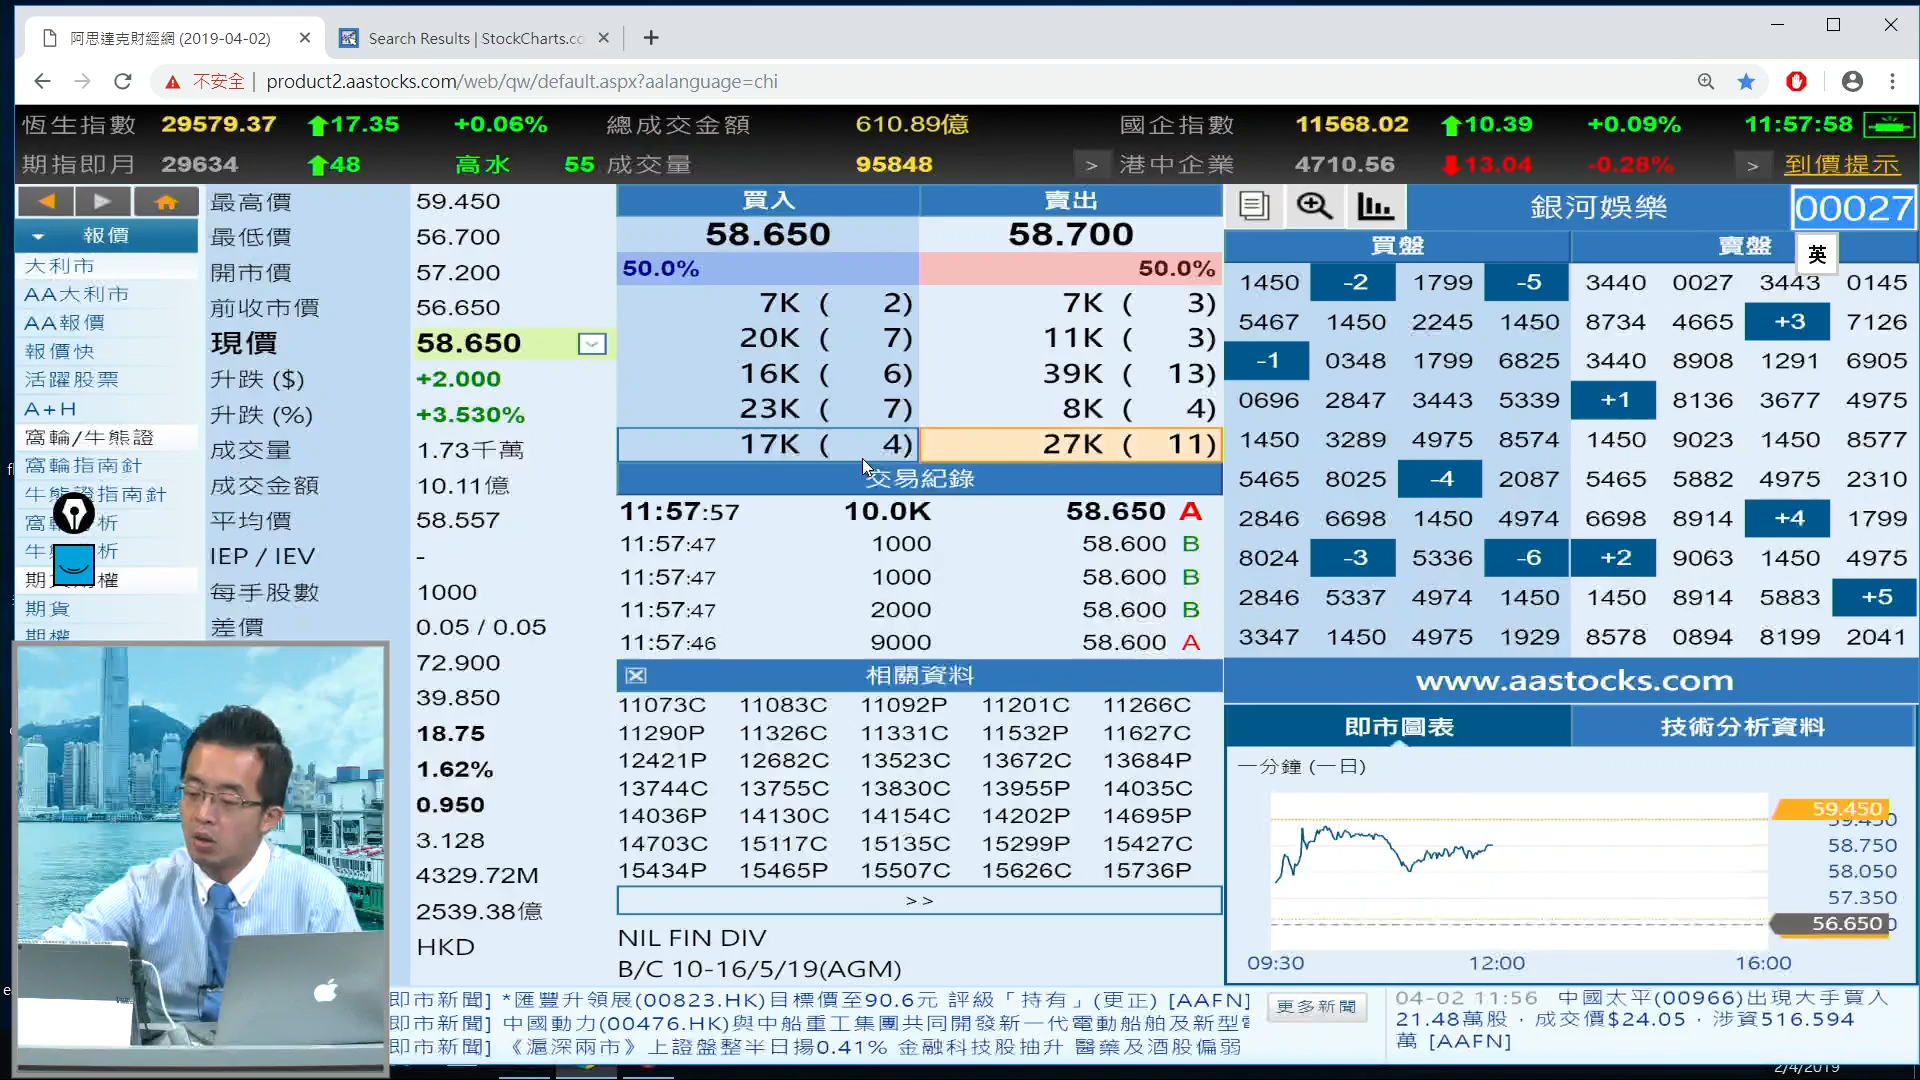 阿思達克財經網 (2019-04-02)
Search Results | StockCharts.co
不安全 | product2.aastocks.com/web/qw/default.aspx?aalanguage=chi
恆生指數 29579.37 17.35 +0.06% 總成交金額 610.89億 國企指數 11568.02 10.39 +0.09% 11:57:58
期指即月 29634 48 高水 55 成交量 95848 > 港中企業 4710.56 13.04 -0.28% > 到價提示
報價
大利市
AA大利市
AA報價
報價快
活躍股票
A+H
窩輪/牛熊證
窩輪指南針
牛熊證指南針
期貨
期權
最高價 59.450
最低價 56.700
開市價 57.200
前收市價 56.650
現價 58.650
升跌 ($) +2.000
升跌 (%) +3.530%
成交量 1.73千萬
成交金額 10.11億
平均價 58.557
IEP / IEV -
每手股數 1000
差價 0.05 / 0.05
72.900
39.850
18.75
1.62%
0.950
3.128
4329.72M
2539.38億
HKD
買入 賣出
58.650 58.700
50.0% 50.0%
7K ( 2) 7K ( 3)
20K ( 7) 11K ( 3)
16K ( 6) 39K ( 13)
23K ( 7) 8K ( 4)
17K ( 4) 27K ( 11)
交易紀錄
11:57:57 10.0K 58.650 A
11:57:47 1000 58.600 B
11:57:47 1000 58.600 B
11:57:47 2000 58.600 B
11:57:46 9000 58.600 A
相關資料
11073C 11083C 11092P 11201C 11266C
11290P 11326C 11331C 11532P 11627C
12421P 12682C 13523C 13672C 13684P
13744C 13755C 13830C 13955P 14035C
14036P 14130C 14154C 14202P 14695P
14703C 15117C 15135C 15299P 15427C
15434P 15465P 15507C 15626C 15736P
>>
NIL FIN DIV
B/C 10-16/5/19(AGM)
銀河娛樂 00027
買盤 賣盤
英
1450 -2 1799 -5 3440 0027 3443 0145
5467 1450 2245 1450 8734 4665 +3 7126
-1 0348 1799 6825 3440 8908 1291 6905
0696 2847 3443 5339 +1 8136 3677 4975
1450 3289 4975 8574 1450 9023 1450 8577
5465 8025 -4 2087 5465 5882 4975 2310
2846 6698 1450 4974 6698 8914 +4 1799
8024 -3 5336 -6 +2 9063 1450 4975
2846 5337 4974 1450 1450 8914 5883 +5
3347 1450 4975 1929 8578 0894 8199 2041
www.aastocks.com
即市圖表 技術分析資料
一分鐘 (一日)
59.450
58.750
58.050
57.350
56.650
09:30 12:00 16:00
即市新聞] *匯豐升領展(00823.HK)目標價至90.6元 評級「持有」(更正) [AAFN]
即市新聞] 中國動力(00476.HK)與中船重工集團共同開發新一代電動船舶及新型
即市新聞] 《滬深兩市》上證盤整半日揚0.41% 金融科技股抽升 醫藥及酒股偏弱
更多新聞
04-02 11:56 中國太平(00966)出現大手買入
21.48萬股﹒成交價$24.05﹒涉資516.594
萬 [AAFN]
2/4/2019